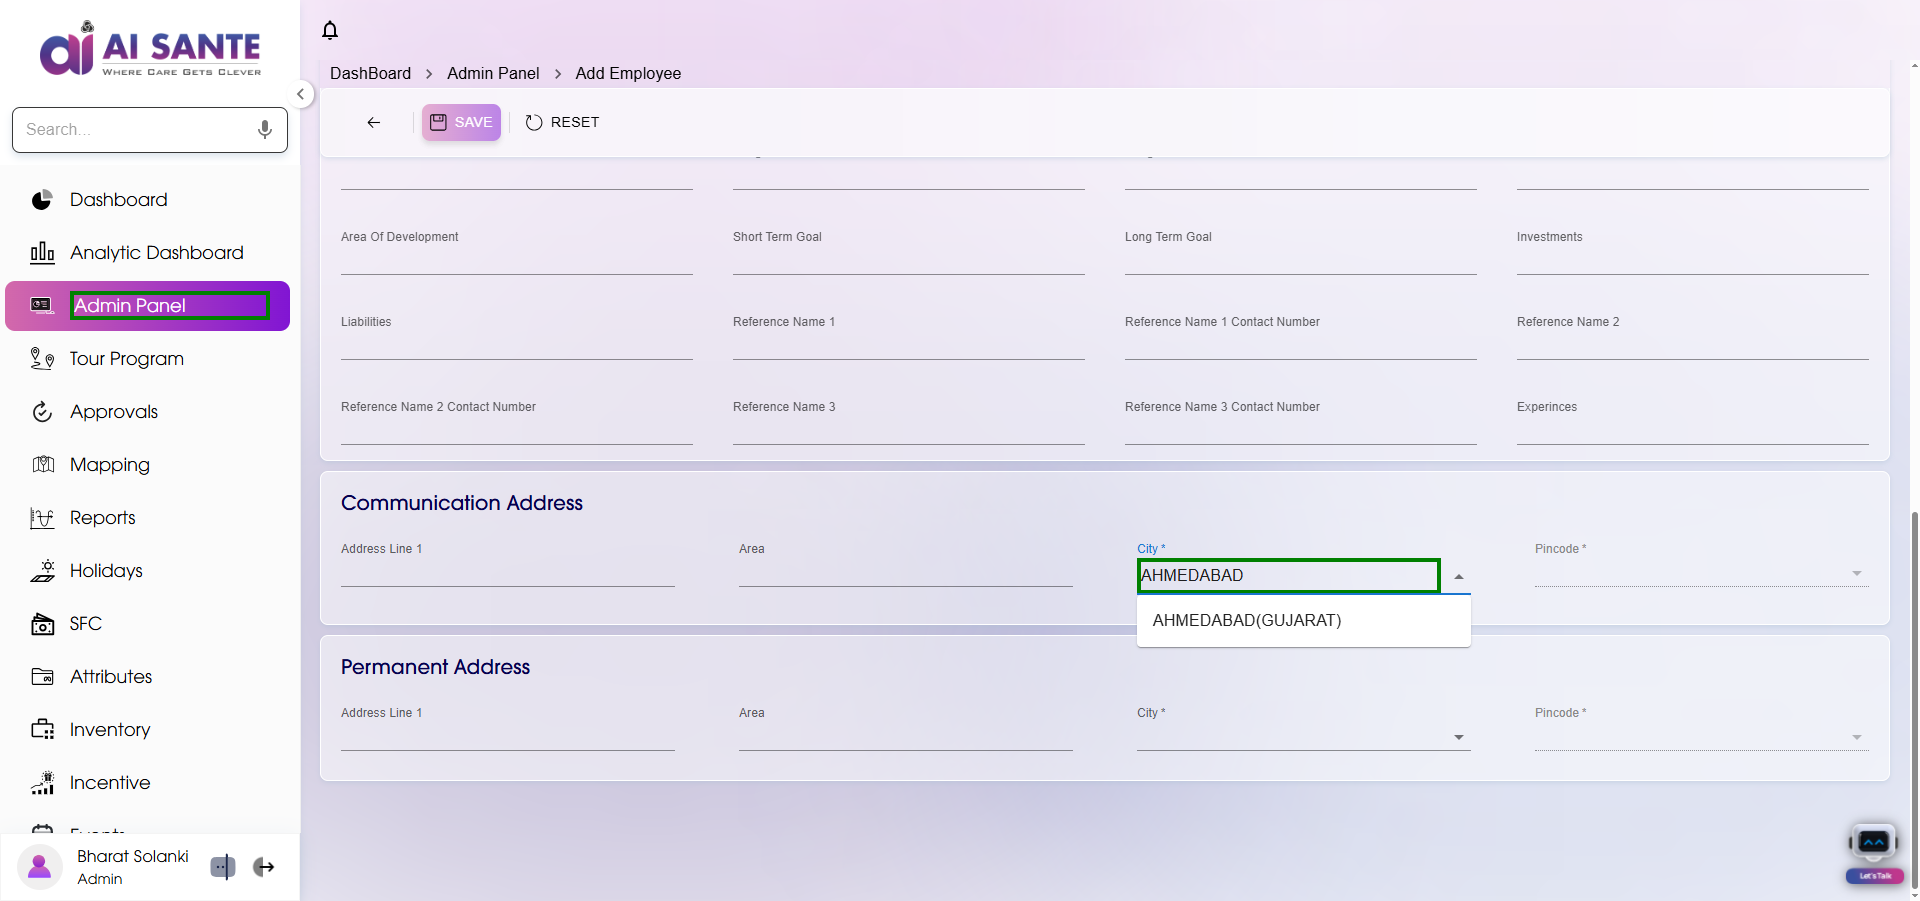 AI SANTE
WHERE CARE GETS CLEVER
Search...
Dashboard
Analytic Dashboard
Admin Panel
Tour Program
Approvals
Mapping
Reports
Holidays
SFC
Attributes
Inventory
Incentive
Events
Bharat Solanki
Admin
DashBoard > Admin Panel > Add Employee
SAVE
RESET
Area Of Development
Short Term Goal
Long Term Goal
Investments
Liabilities
Reference Name 1
Reference Name 1 Contact Number
Reference Name 2
Reference Name 2 Contact Number
Reference Name 3
Reference Name 3 Contact Number
Experinces
Communication Address
Address Line 1
Area
City *
Pincode *
AHMEDABAD
AHMEDABAD(GUJARAT)
Permanent Address
Address Line 1
Area
City *
Pincode *
Let'sTalk